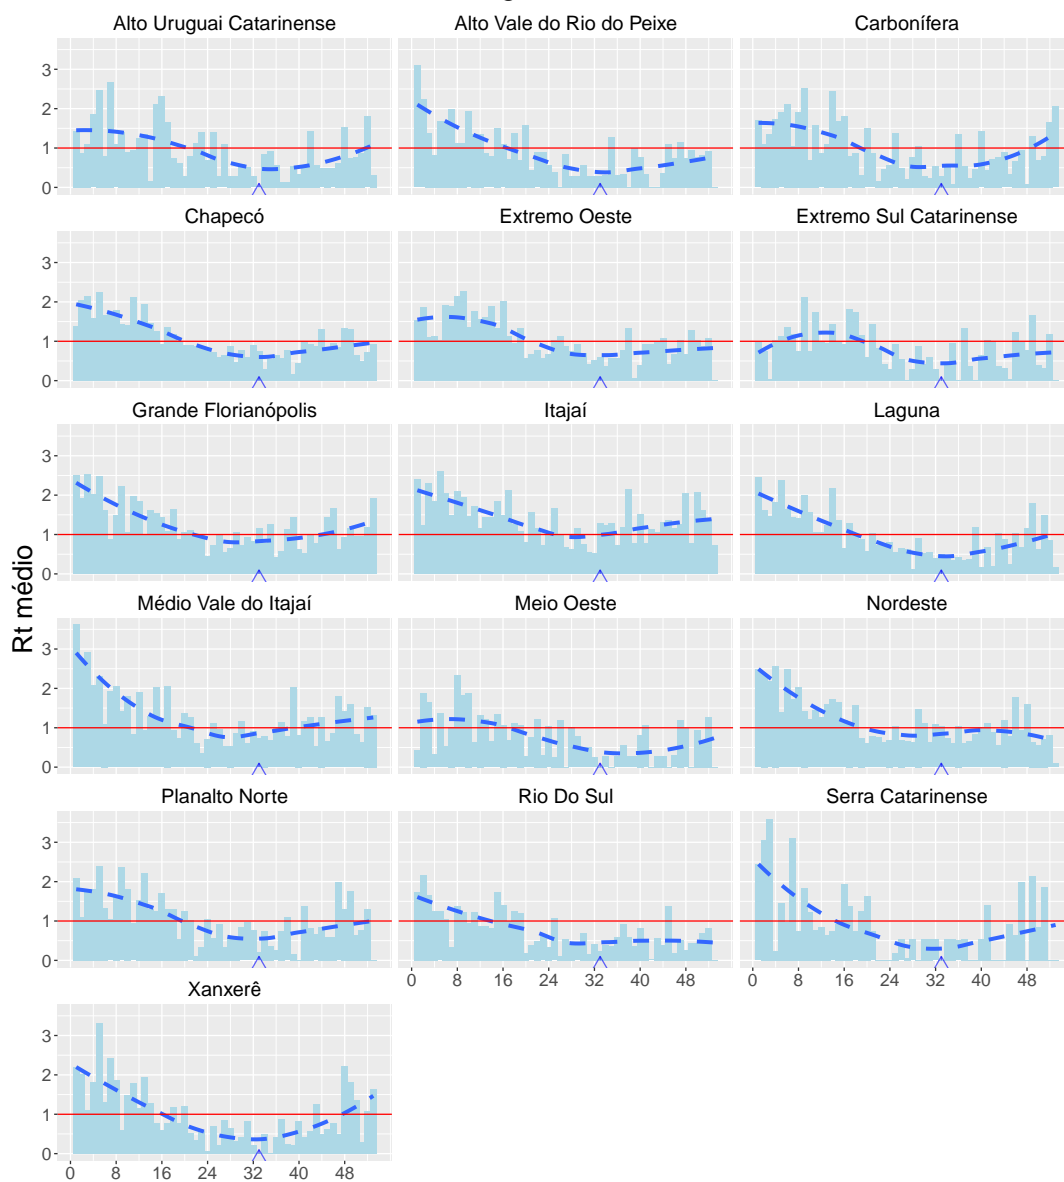 Alto Uruguai Catarinense Alto Vale do Rio do Peixe Carbonífera
3
2
1
0
Chapecó Extremo Oeste Extremo Sul Catarinense
3
2
1
0
Grande Florianópolis Itajaí Laguna
3
2
1
0
Rt médio
Médio Vale do Itajaí Meio Oeste Nordeste
3
2
1
0
Planalto Norte Rio Do Sul Serra Catarinense
3
2
1
0
0 8 16 24 32 40 48 0 8 16 24 32 40 48
Xanxerê
3
2
1
0
0 8 16 24 32 40 48